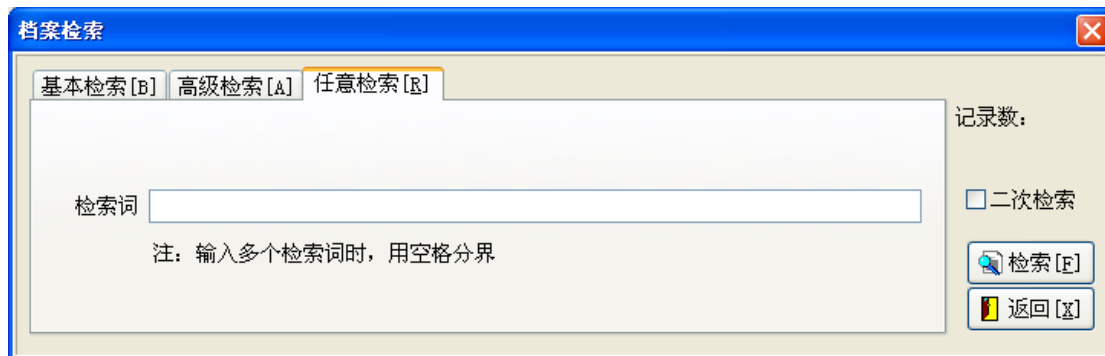 档案检索
基本检索[B] 高级检索[A] 任意检索[R]
记录数：
检索词
二次检索
注：输入多个检索词时，用空格分界
检索[F]
返回[X]